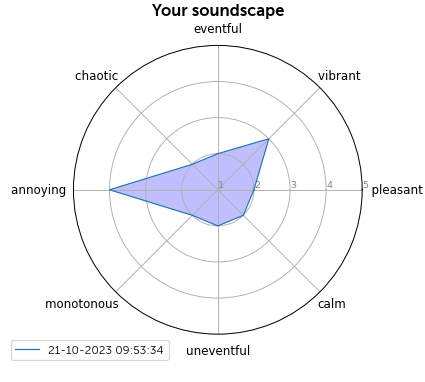 Your soundscape
eventful
chaotic
vibrant
annoying
1 2 3 4 5
pleasant
monotonous
calm
uneventful
21-10-2023 09:53:34